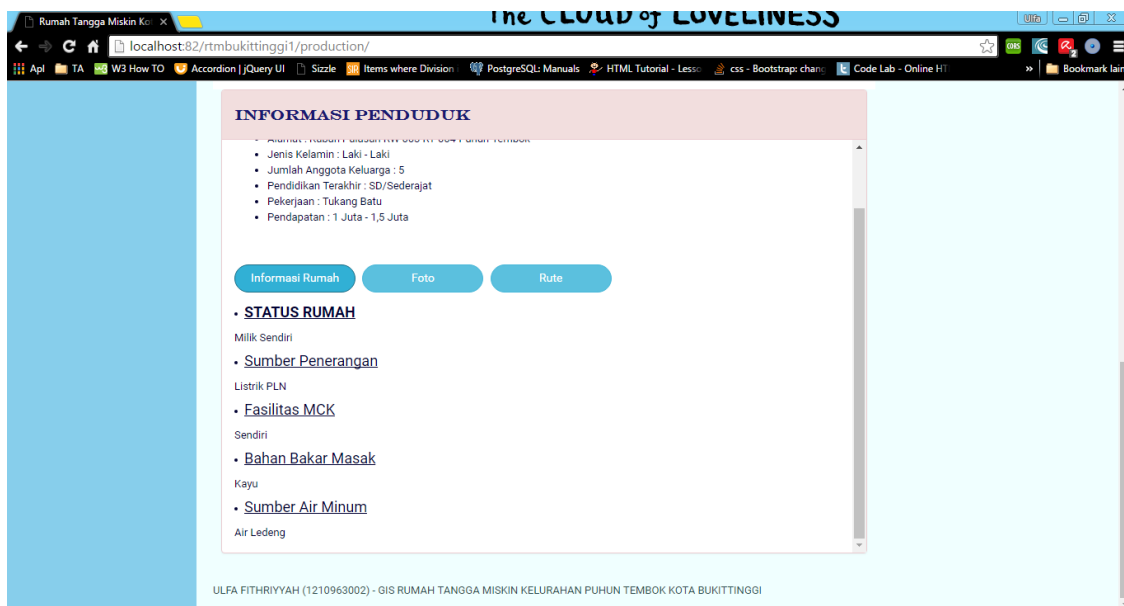 The CLOUD of LOVELINESS
Ulfa
Rumah Tangga Miskin Ko
localhost:82/rtmbukittinggi1/production/
CORS
2
Apl TA W3 How TO Accordion | jQuery UI Sizzle Items where Division PostgreSQL: Manuals HTML Tutorial - Lesso css - Bootstrap: chang Code Lab - Online HT » Bookmark lain
INFORMASI PENDUDUK
• Jenis Kelamin : Laki - Laki
• Jumlah Anggota Keluarga : 5
• Pendidikan Terakhir : SD/Sederajat
• Pekerjaan : Tukang Batu
• Pendapatan : 1 Juta - 1,5 Juta
Informasi Rumah Foto Rute
• STATUS RUMAH
Milik Sendiri
• Sumber Penerangan
Listrik PLN
• Fasilitas MCK
Sendiri
• Bahan Bakar Masak
Kayu
• Sumber Air Minum
Air Ledeng
ULFA FITHRIYYAH (1210963002) - GIS RUMAH TANGGA MISKIN KELURAHAN PUHUN TEMBOK KOTA BUKITTINGGI